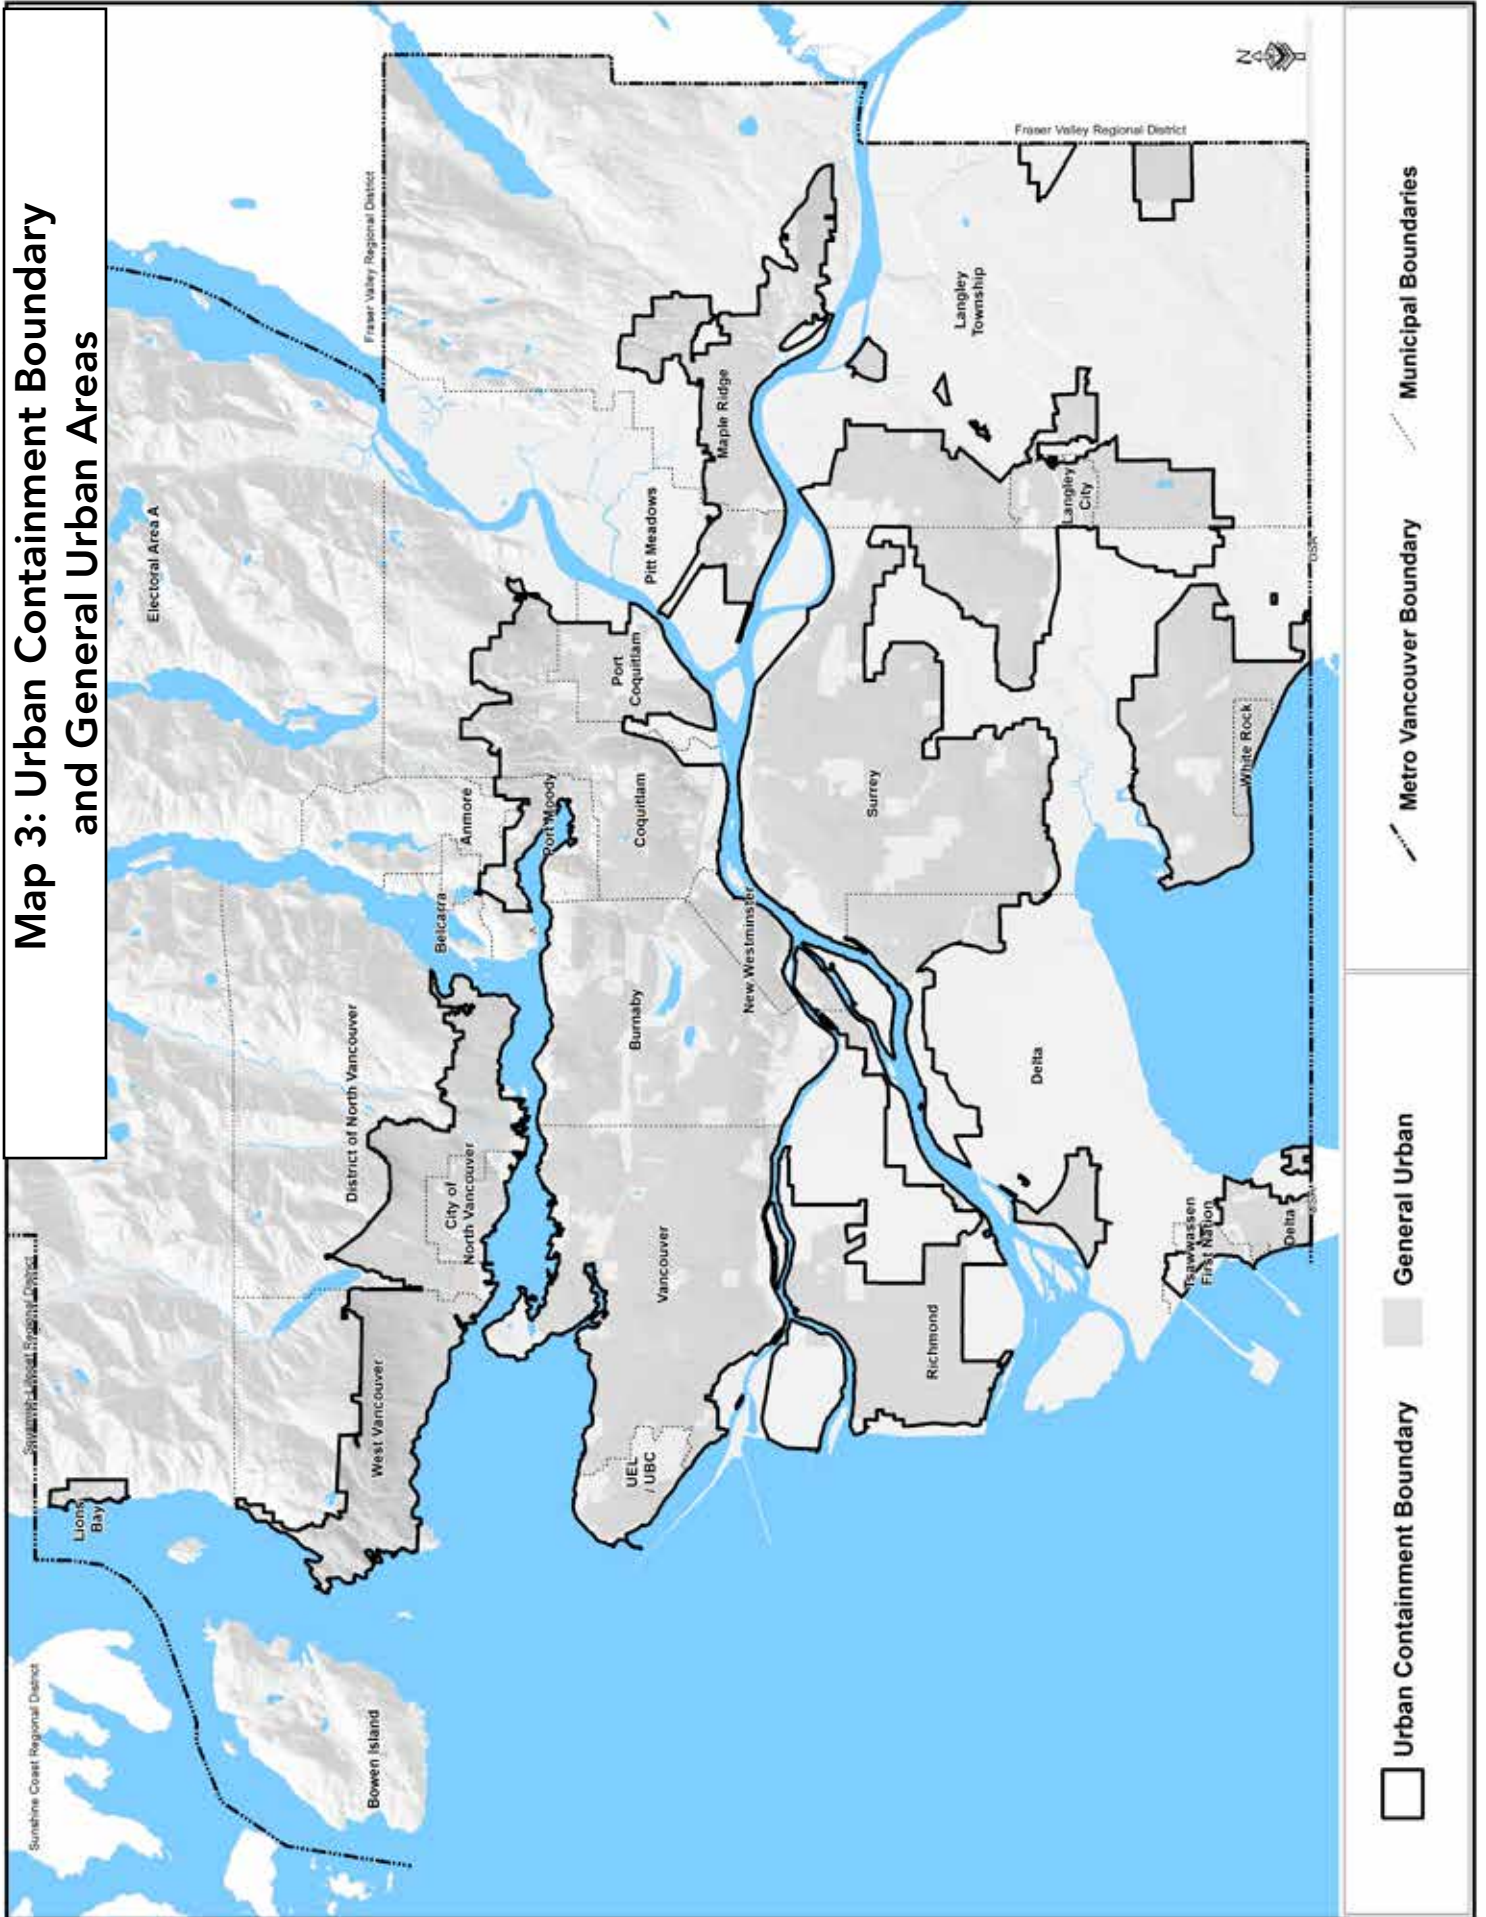 Map 3: Urban Containment Boundary
and General Urban Areas
Sunshine Coast Regional District
Squamish-Lillooet Regional District
Fraser Valley Regional District
Electoral Area A
Lions
Bay
Bowen Island
West Vancouver
District of North Vancouver
City of
North Vancouver
Belcarra
Anmore
Port Moody
Port
Coquitlam
Coquitlam
Pitt Meadows
Maple Ridge
UEL
/ UBC
Vancouver
Burnaby
New Westminster
Richmond
Surrey
Delta
Langley
Township
Langley
City
White Rock
Tsawwassen
First Nation
Delta
Fraser Valley Regional District
USA
USA
N
Urban Containment Boundary
General Urban
Metro Vancouver Boundary
Municipal Boundaries